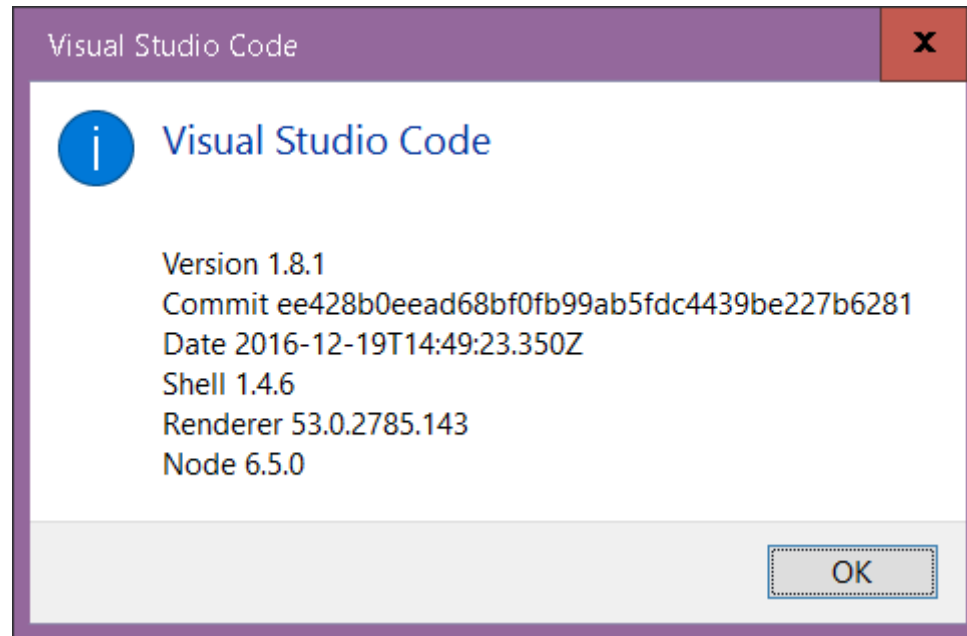 Visual Studio Code
x
Visual Studio Code
Version 1.8.1
Commit ee428b0eead68bf0fb99ab5fdc4439be227b6281
Date 2016-12-19T14:49:23.350Z
Shell 1.4.6
Renderer 53.0.2785.143
Node 6.5.0
OK